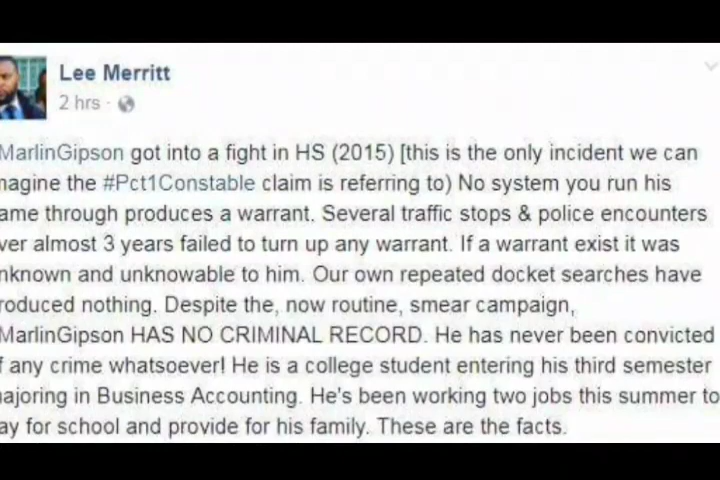 Lee Merritt
2 hrs ·
MarlinGipson got into a fight in HS (2015) [this is the only incident we can
magine the #Pct1Constable claim is referring to) No system you run his
ame through produces a warrant. Several traffic stops & police encounters
ver almost 3 years failed to turn up any warrant. If a warrant exist it was
nknown and unknowable to him. Our own repeated docket searches have
roduced nothing. Despite the, now routine, smear campaign,
MarlinGipson HAS NO CRIMINAL RECORD. He has never been convicted
f any crime whatsoever! He is a college student entering his third semester
najoring in Business Accounting. He's been working two jobs this summer to
ay for school and provide for his family. These are the facts.